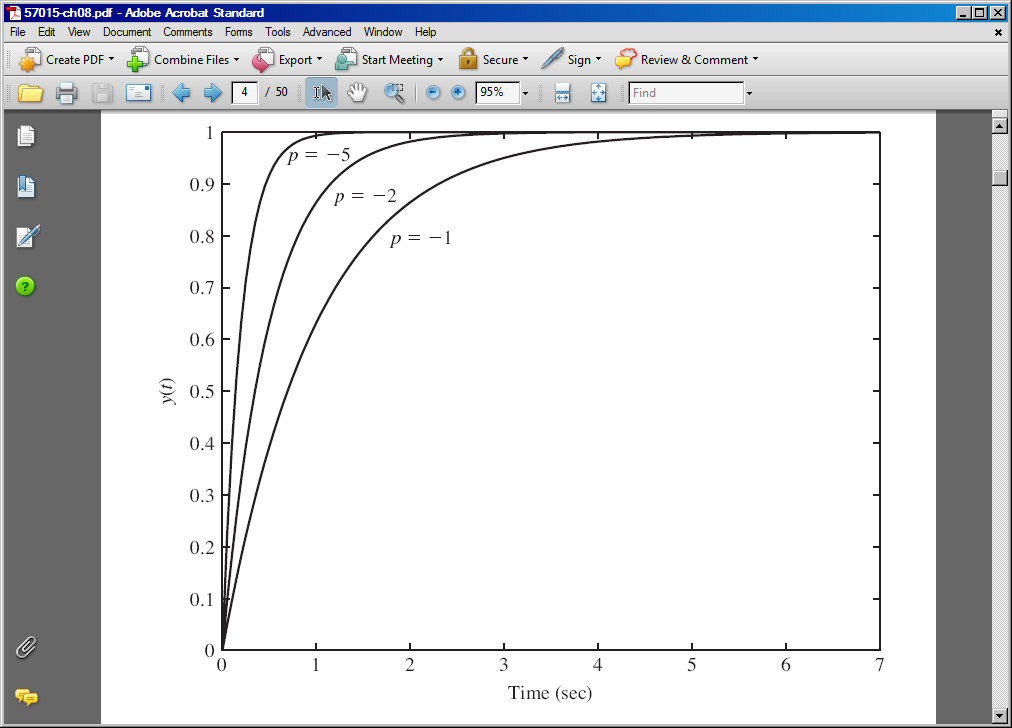 57015-ch08.pdf - Adobe Acrobat Standard
File Edit View Document Comments Forms Tools Advanced Window Help
Create PDF Combine Files Export Start Meeting Secure Sign Review & Comment
4 / 50 95% Find
1
p = −5
0.9
p = −2
0.8
p = −1
0.7
0.6
0.5
y(t)
0.4
0.3
0.2
0.1
0
0 1 2 3 4 5 6 7
Time (sec)